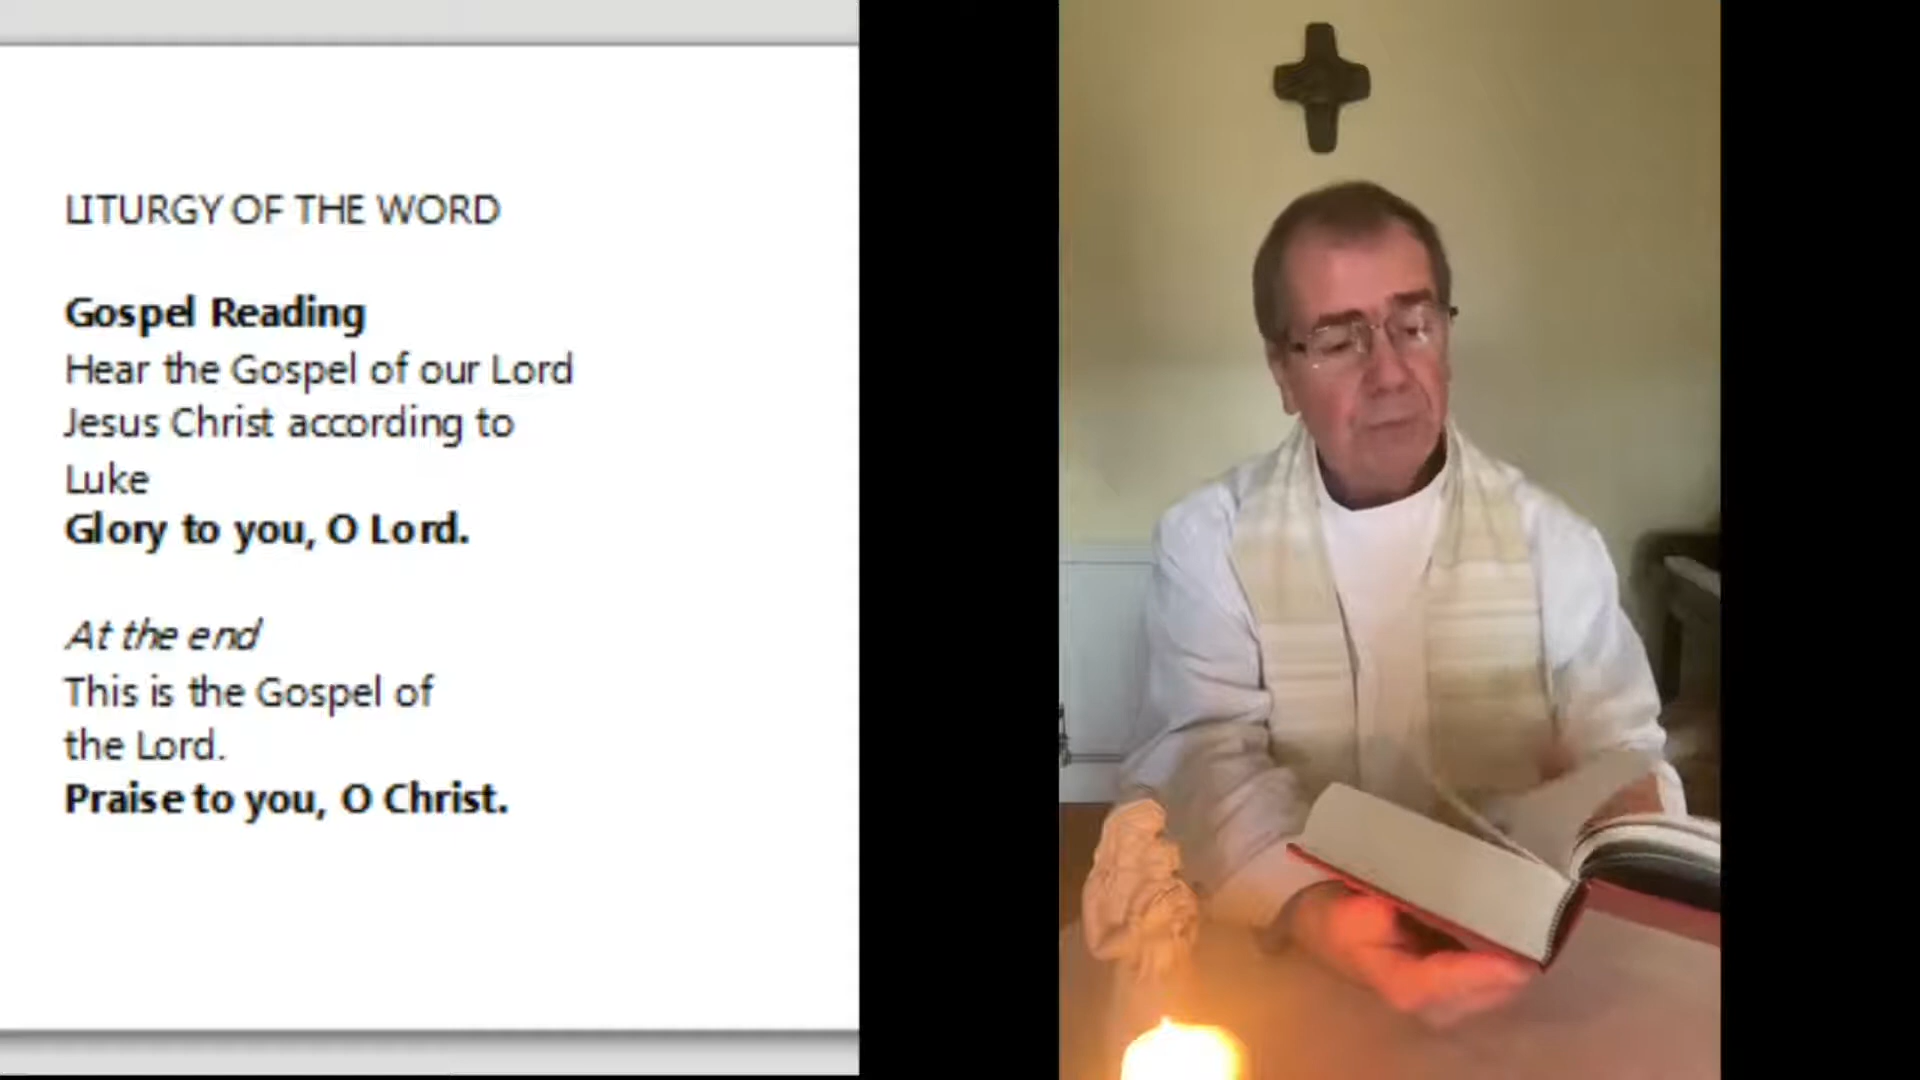 LITURGY OF THE WORD
Gospel Reading
Hear the Gospel of our Lord
Jesus Christ according to
Luke
Glory to you, O Lord.
At the end
This is the Gospel of
the Lord.
Praise to you, O Christ.